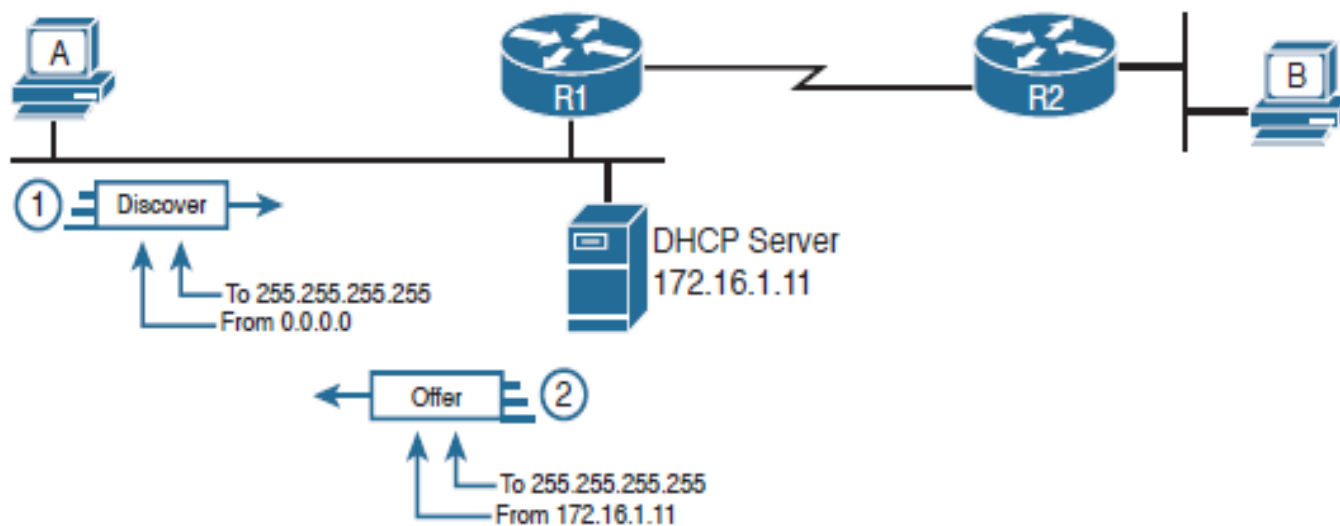 A
R1
R2
B
1
Discover
DHCP Server
172.16.1.11
To 255.255.255.255
From 0.0.0.0
Offer
2
To 255.255.255.255
From 172.16.1.11